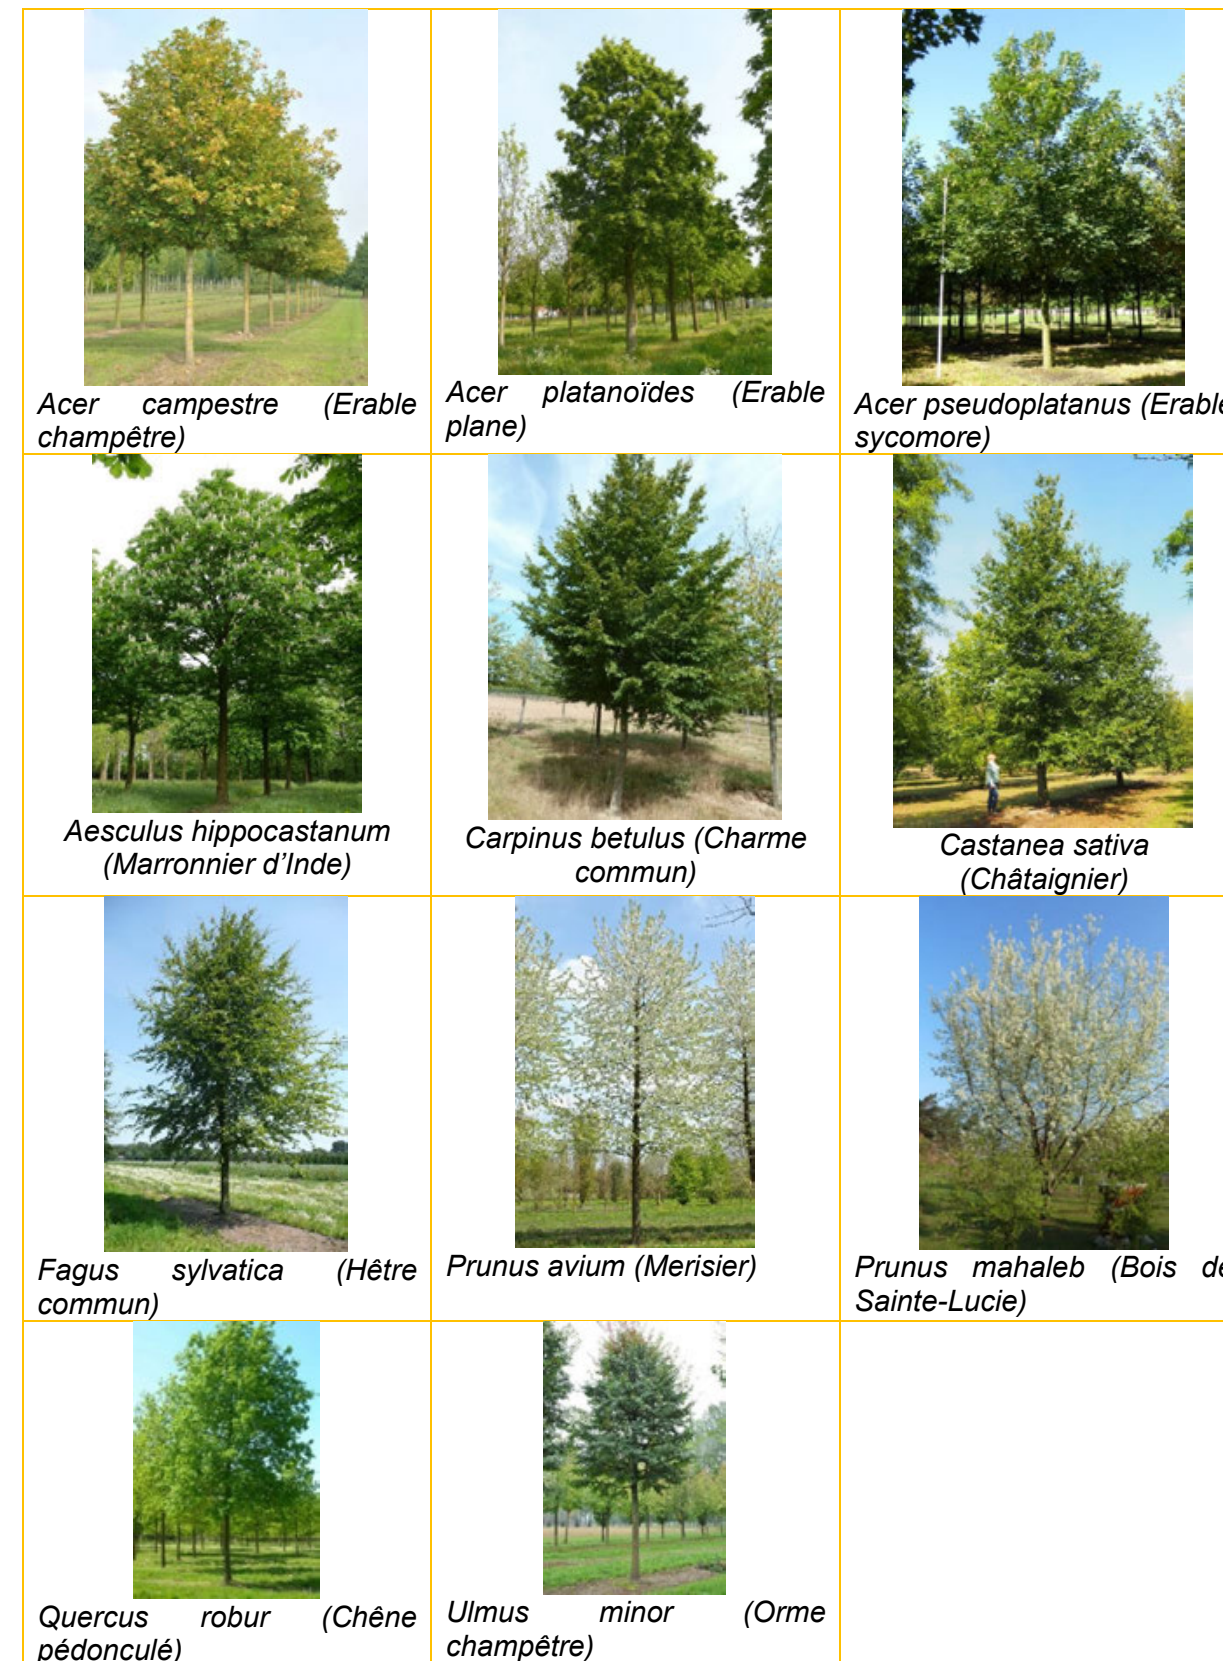 Acer campestre (Erable
champêtre)
Acer platanoïdes (Erable
plane)
Acer pseudoplatanus (Erable
sycomore)
Aesculus hippocastanum
(Marronnier d'Inde)
Carpinus betulus (Charme
commun)
Castanea sativa
(Châtaignier)
Fagus sylvatica (Hêtre
commun)
Prunus avium (Merisier)
Prunus mahaleb (Bois de
Sainte-Lucie)
Quercus robur (Chêne
pédonculé)
Ulmus minor (Orme
champêtre)